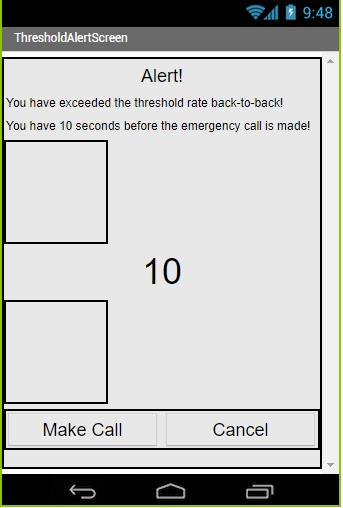 9:48
ThresholdAlertScreen
Alert!
You have exceeded the threshold rate back-to-back!
You have 10 seconds before the emergency call is made!
10
Make Call Cancel